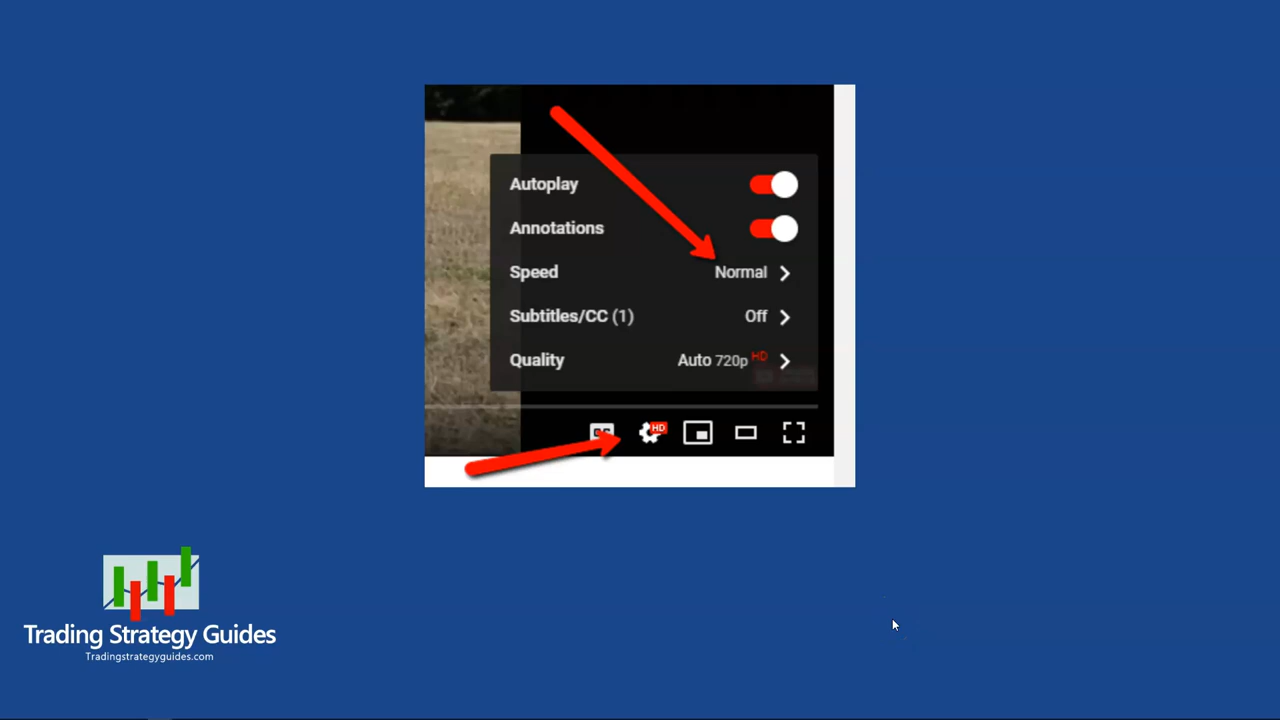 Autoplay
Annotations
Speed Normal
Subtitles/CC (1) Off
Quality Auto 720p HD
HD
Trading Strategy Guides
Tradingstrategyguides.com